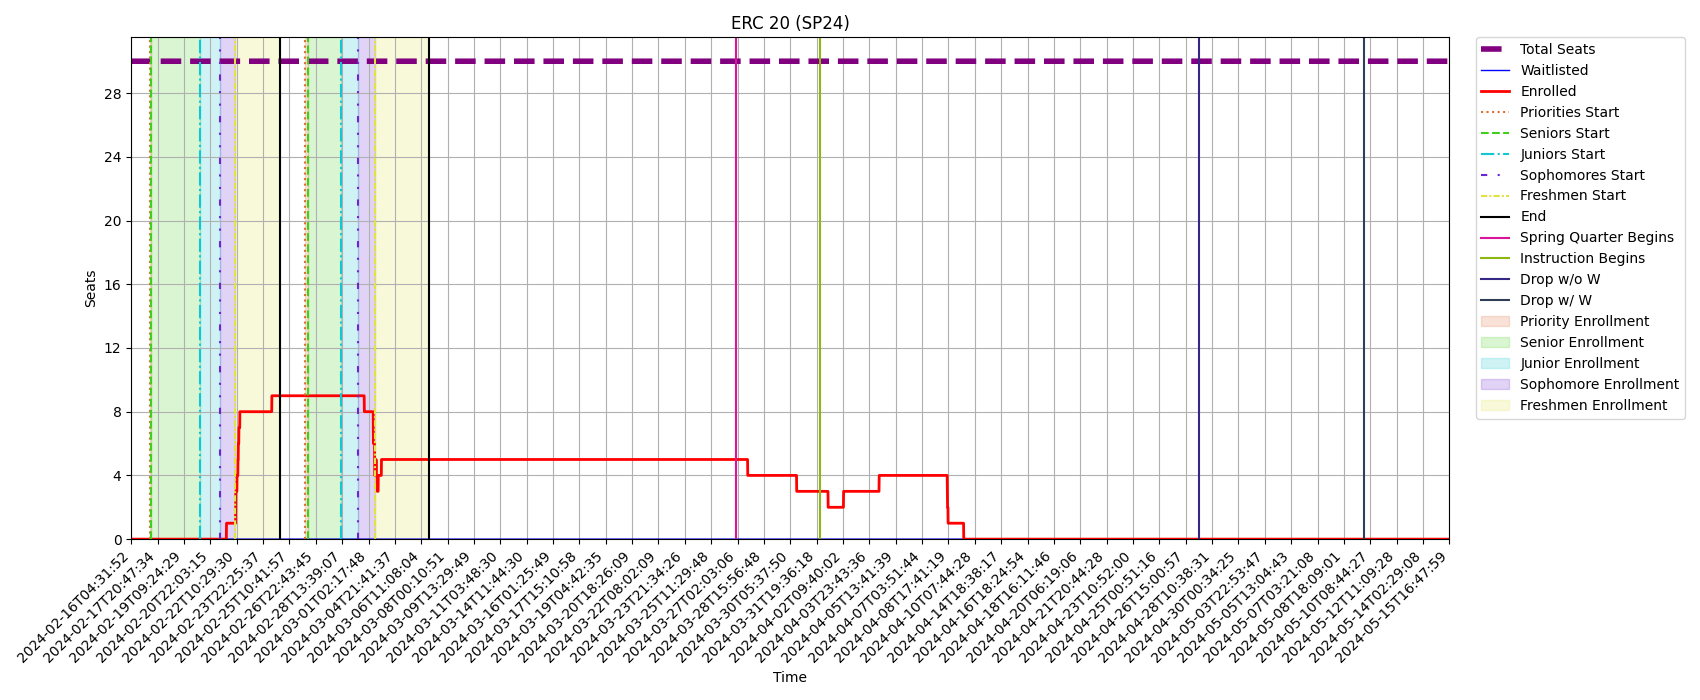 ERC 20 (SP24)
Seats
28
24
20
16
12
8
4
0
2024-02-16T04:31:52
2024-02-17T20:47:34
2024-02-19T09:24:29
2024-02-20T22:03:15
2024-02-22T10:29:30
2024-02-23T22:25:37
2024-02-25T10:41:57
2024-02-26T22:43:45
2024-02-28T13:39:07
2024-03-01T02:17:48
2024-03-04T21:41:37
2024-03-06T11:08:04
2024-03-08T00:10:51
2024-03-09T13:29:49
2024-03-11T03:48:30
2024-03-14T11:44:30
2024-03-16T01:25:49
2024-03-17T15:10:58
2024-03-19T04:42:35
2024-03-20T18:26:09
2024-03-22T08:02:09
2024-03-23T21:34:26
2024-03-25T11:29:48
2024-03-27T02:03:06
2024-03-28T15:56:48
2024-03-30T05:37:50
2024-03-31T19:36:18
2024-04-02T09:40:02
2024-04-03T23:43:36
2024-04-05T13:41:39
2024-04-07T03:51:44
2024-04-08T17:41:19
2024-04-10T07:44:28
2024-04-14T18:38:17
2024-04-16T18:24:54
2024-04-18T16:11:46
2024-04-20T06:19:06
2024-04-21T20:44:28
2024-04-23T10:52:00
2024-04-25T00:51:16
2024-04-26T15:00:57
2024-04-28T10:38:31
2024-04-30T00:34:25
2024-05-03T22:53:47
2024-05-05T13:04:43
2024-05-07T03:21:08
2024-05-08T18:09:01
2024-05-10T08:44:27
2024-05-12T11:09:28
2024-05-14T02:29:08
2024-05-15T16:47:59
Time
Total Seats
Waitlisted
Enrolled
Priorities Start
Seniors Start
Juniors Start
Sophomores Start
Freshmen Start
End
Spring Quarter Begins
Instruction Begins
Drop w/o W
Drop w/ W
Priority Enrollment
Senior Enrollment
Junior Enrollment
Sophomore Enrollment
Freshmen Enrollment